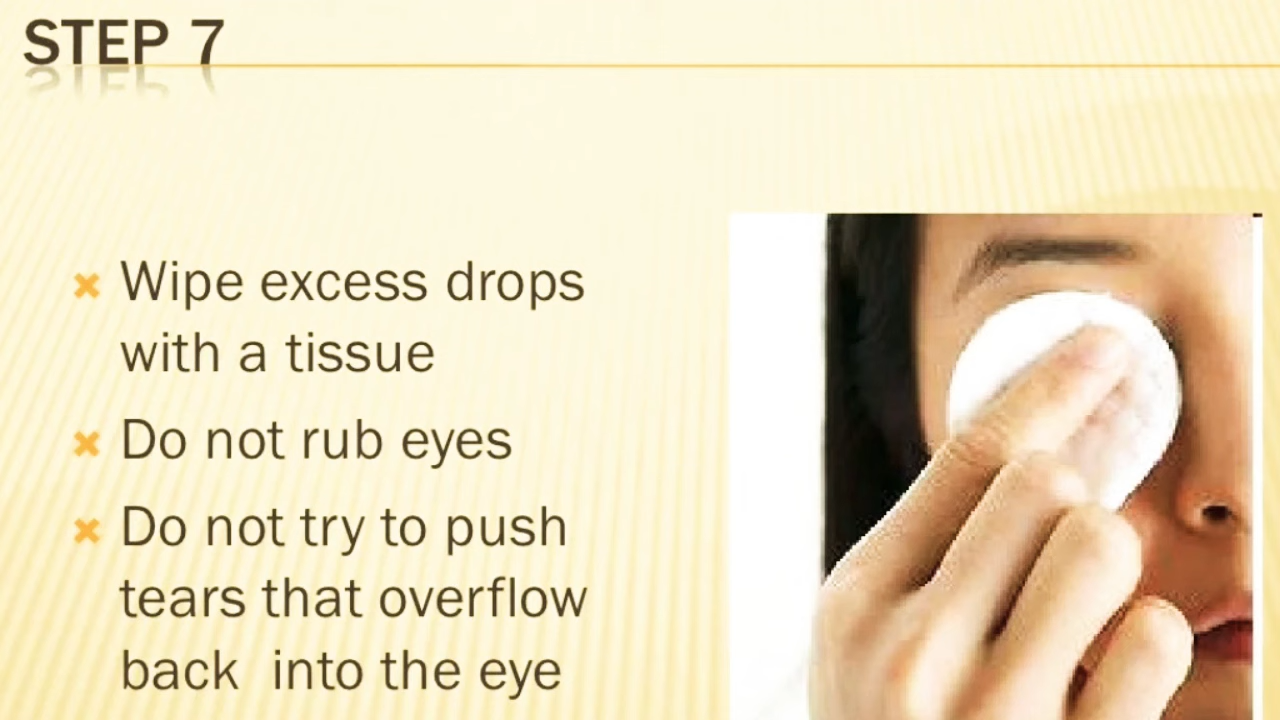 STEP 7
Wipe excess drops
with a tissue
Do not rub eyes
Do not try to push
tears that overflow
back into the eye